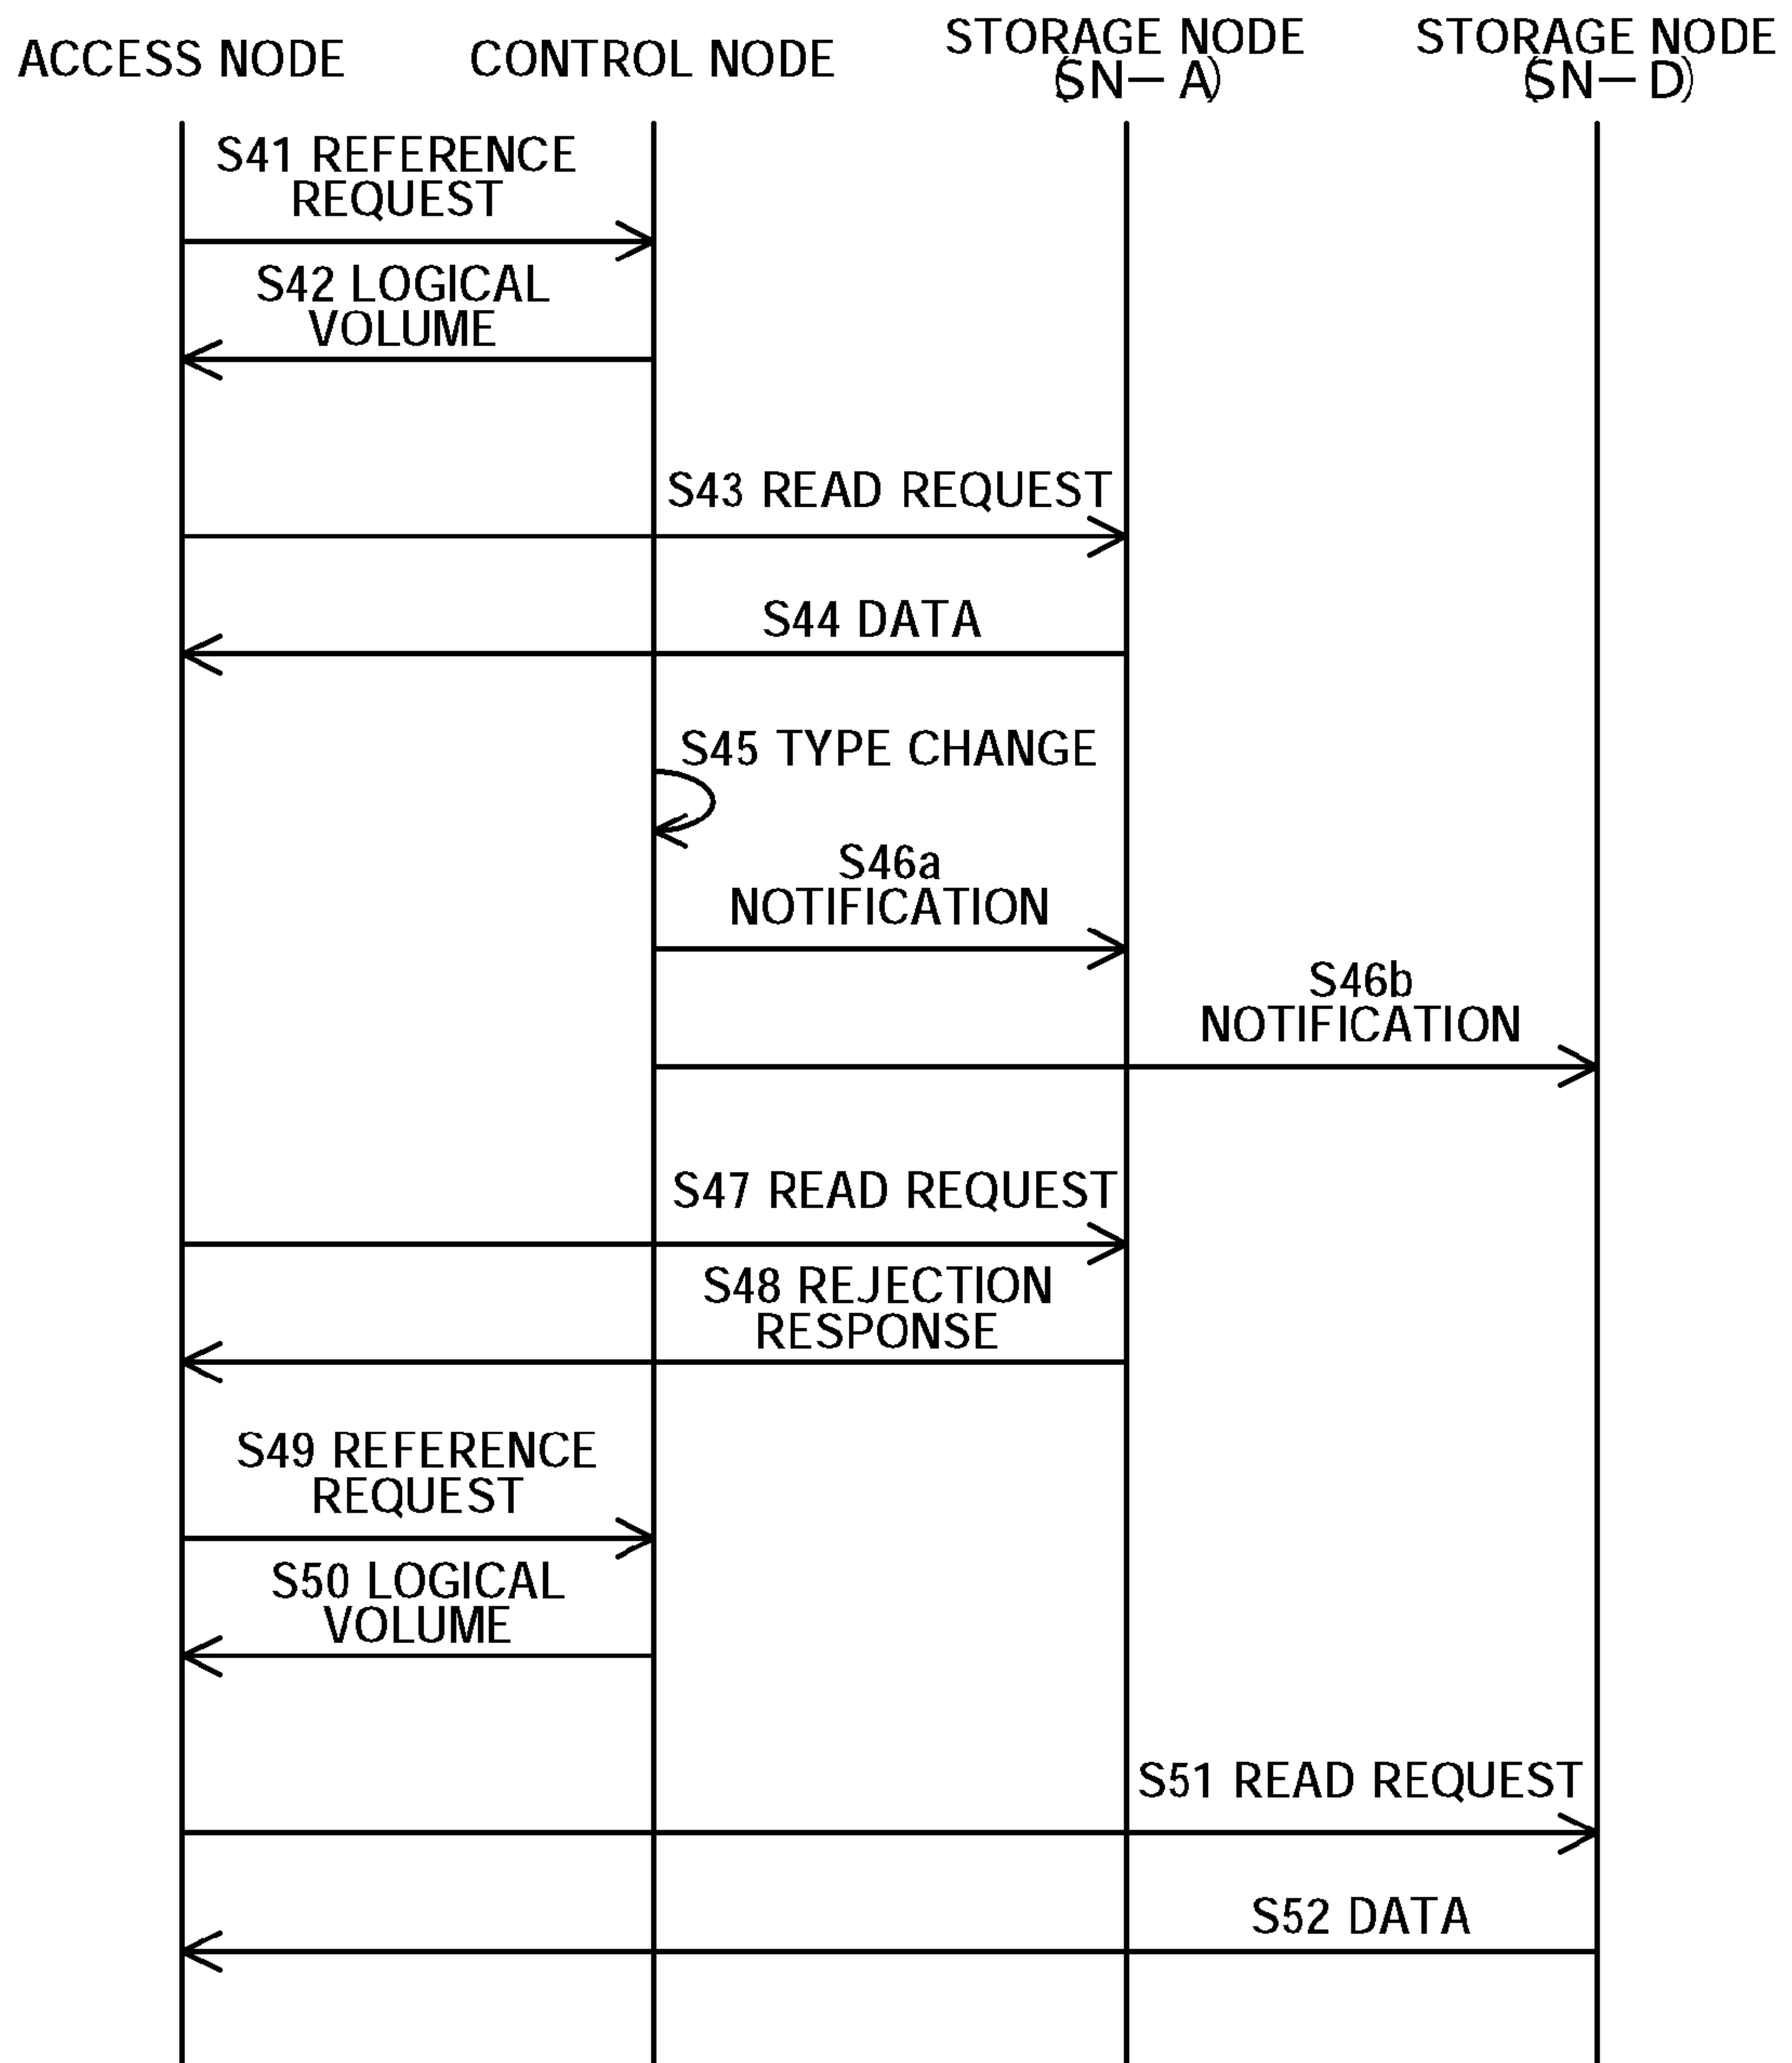 ACCESS NODE
CONTROL NODE
STORAGE NODE
(SN-A)
STORAGE NODE
(SN-D)
S41 REFERENCE
REQUEST
S42 LOGICAL
VOLUME
S43 READ REQUEST
S44 DATA
S45 TYPE CHANGE
S46a
NOTIFICATION
S46b
NOTIFICATION
S47 READ REQUEST
S48 REJECTION
RESPONSE
S49 REFERENCE
REQUEST
S50 LOGICAL
VOLUME
S51 READ REQUEST
S52 DATA